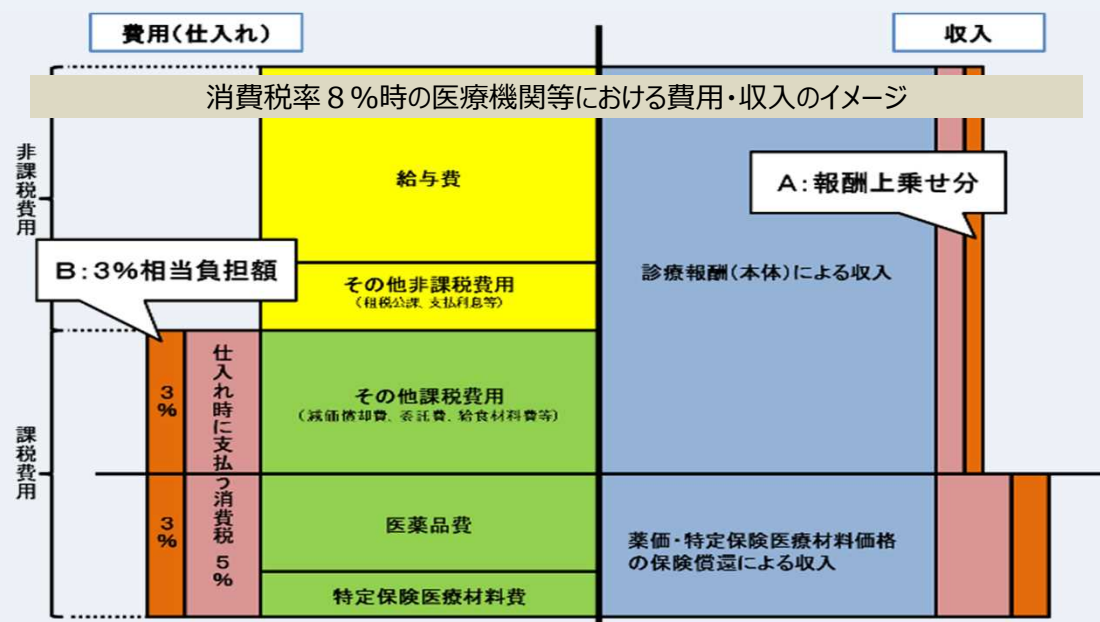 費用(仕入れ)
収入
消費税率8%時の医療機関等における費用・収入のイメージ
非課税費用
給与費
A:報酬上乗せ分
B:3%相当負担額
その他非課税費用
(租税公課、支払利息等)
診療報酬(本体)による収入
課税費用
3%
仕入れ時に支払う消費税 5%
その他課税費用
(減価償却費、委託費、給食材料費等)
3%
医薬品費
特定保険医療材料費
薬価・特定保険医療材料価格
の保険償還による収入